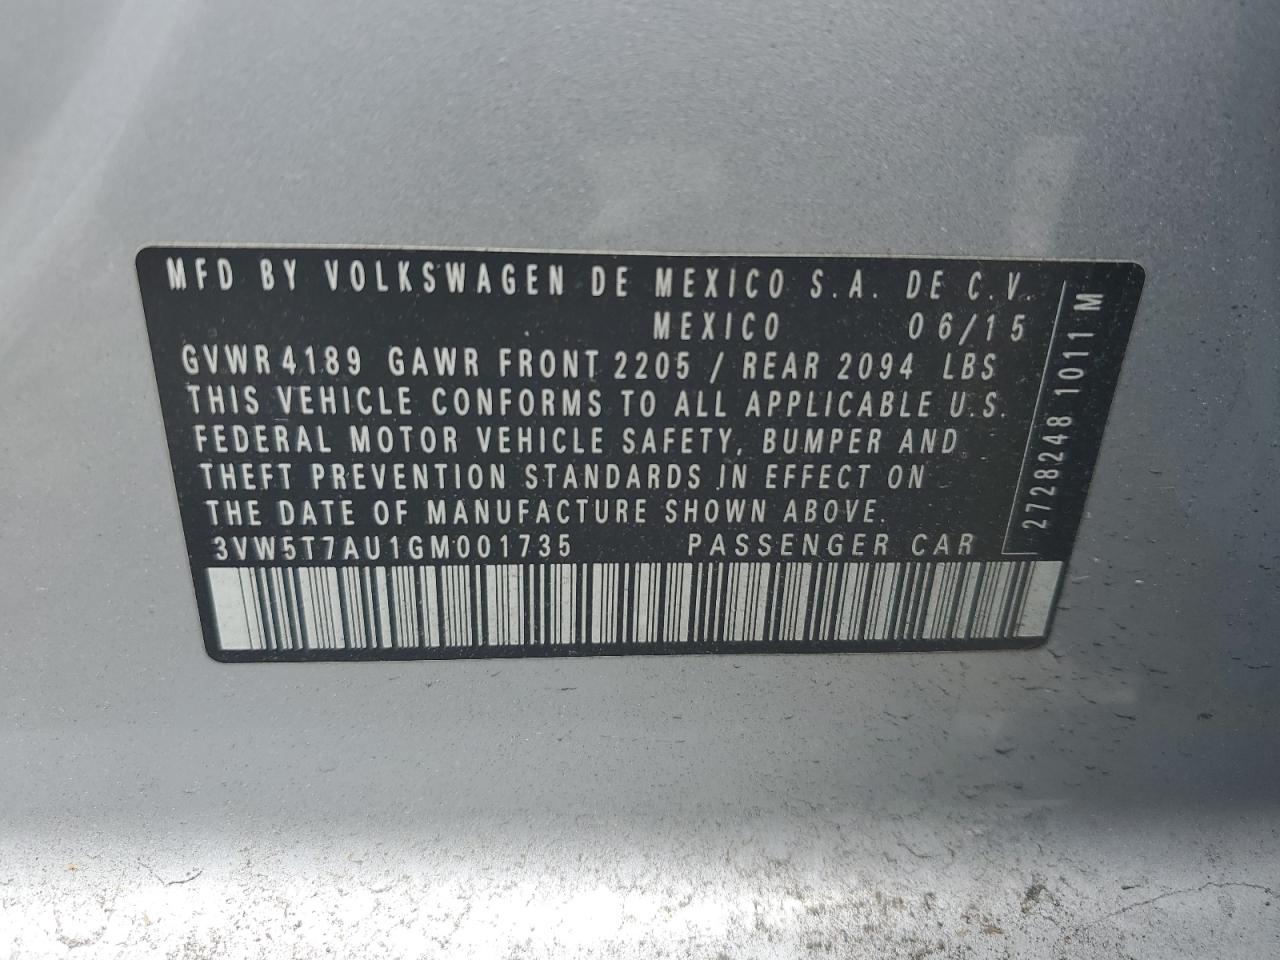 MFD BY VOLKSWAGEN DE MEXICO S.A. DE C.V.
MEXICO 06/15
GVWR 4189 GAWR FRONT 2205 / REAR 2094 LBS
THIS VEHICLE CONFORMS TO ALL APPLICABLE U.S.
FEDERAL MOTOR VEHICLE SAFETY, BUMPER AND
THEFT PREVENTION STANDARDS IN EFFECT ON
THE DATE OF MANUFACTURE SHOWN ABOVE.
3VW5T7AU1GM001735 PASSENGER CAR
2728248 1011 M